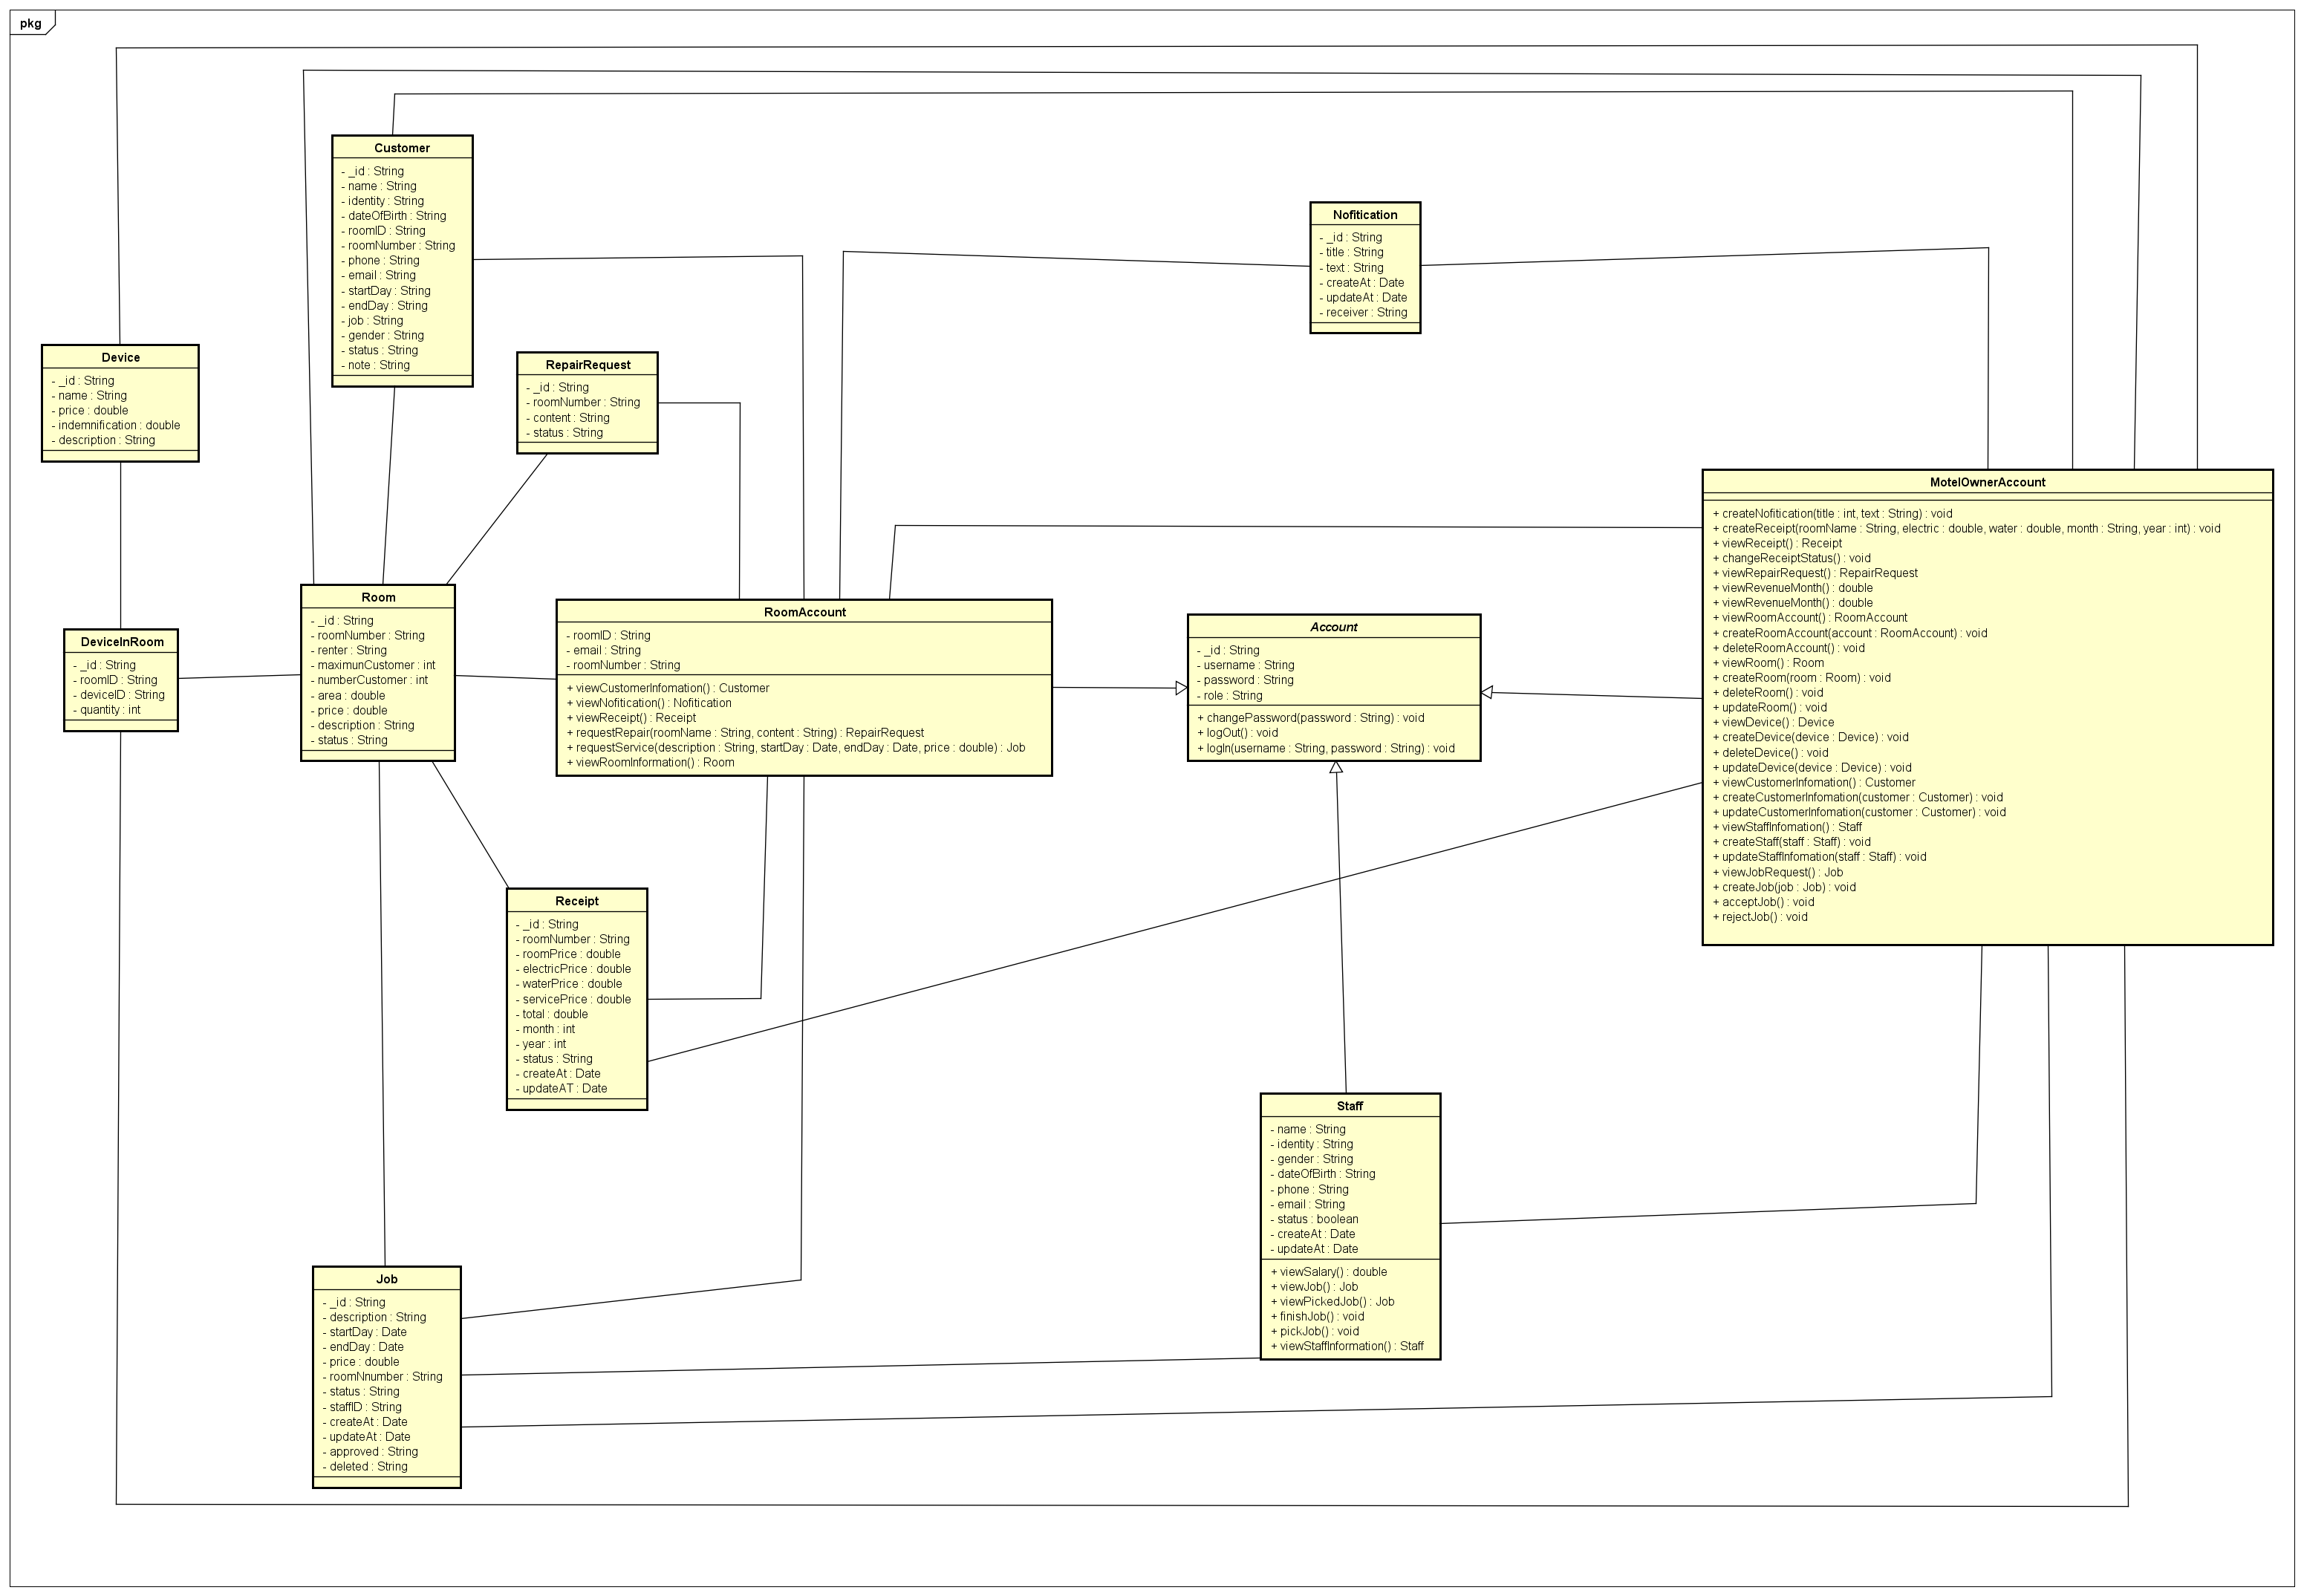 pkg
Customer
- _id : String
- name : String
- identity : String
- dateOfBirth : String
- roomID : String
- roomNumber : String
- phone : String
- email : String
- startDay : String
- endDay : String
- job : String
- gender : String
- status : String
- note : String
Nofitication
- _id : String
- title : String
- text : String
- createAt : Date
- updateAt : Date
- receiver : String
Device
- _id : String
- name : String
- price : double
- indemnification : double
- description : String
RepairRequest
- _id : String
- roomNumber : String
- content : String
- status : String
MotelOwnerAccount
+ createNofitication(title : int, text : String) : void
+ createReceipt(roomName : String, electric : double, water : double, month : String, year : int) : void
+ viewReceipt() : Receipt
+ changeReceiptStatus() : void
+ viewRepairRequest() : RepairRequest
+ viewRevenueMonth() : double
+ viewRevenueMonth() : double
+ viewRoomAccount() : RoomAccount
+ createRoomAccount(account : RoomAccount) : void
+ deleteRoomAccount() : void
+ viewRoom() : Room
+ createRoom(room : Room) : void
+ deleteRoom() : void
+ updateRoom() : void
+ viewDevice() : Device
+ createDevice(device : Device) : void
+ deleteDevice() : void
+ updateDevice(device : Device) : void
+ viewCustomerInfomation() : Customer
+ createCustomerInfomation(customer : Customer) : void
+ updateCustomerInfomation(customer : Customer) : void
+ viewStaffInfomation() : Staff
+ createStaff(staff : Staff) : void
+ updateStaffInfomation(staff : Staff) : void
+ viewJobRequest() : Job
+ createJob(job : Job) : void
+ acceptJob() : void
+ rejectJob() : void
DeviceInRoom
- _id : String
- roomID : String
- deviceID : String
- quantity : int
Room
- _id : String
- roomNumber : String
- renter : String
- maximunCustomer : int
- numberCustomer : int
- area : double
- price : double
- description : String
- status : String
RoomAccount
- roomID : String
- email : String
- roomNumber : String
+ viewCustomerInfomation() : Customer
+ viewNofitication() : Nofitication
+ viewReceipt() : Receipt
+ requestRepair(roomName : String, content : String) : RepairRequest
+ requestService(description : String, startDay : Date, endDay : Date, price : double) : Job
+ viewRoomInformation() : Room
Account
- _id : String
- username : String
- password : String
- role : String
+ changePassword(password : String) : void
+ logOut() : void
+ logIn(username : String, password : String) : void
Receipt
- _id : String
- roomNumber : String
- roomPrice : double
- electricPrice : double
- waterPrice : double
- servicePrice : double
- total : double
- month : int
- year : int
- status : String
- createAt : Date
- updateAT : Date
Staff
- name : String
- identity : String
- gender : String
- dateOfBirth : String
- phone : String
- email : String
- status : boolean
- createAt : Date
- updateAt : Date
+ viewSalary() : double
+ viewJob() : Job
+ viewPickedJob() : Job
+ finishJob() : void
+ pickJob() : void
+ viewStaffInformation() : Staff
Job
- _id : String
- description : String
- startDay : Date
- endDay : Date
- price : double
- roomNnumber : String
- status : String
- staffID : String
- createAt : Date
- updateAt : Date
- approved : String
- deleted : String